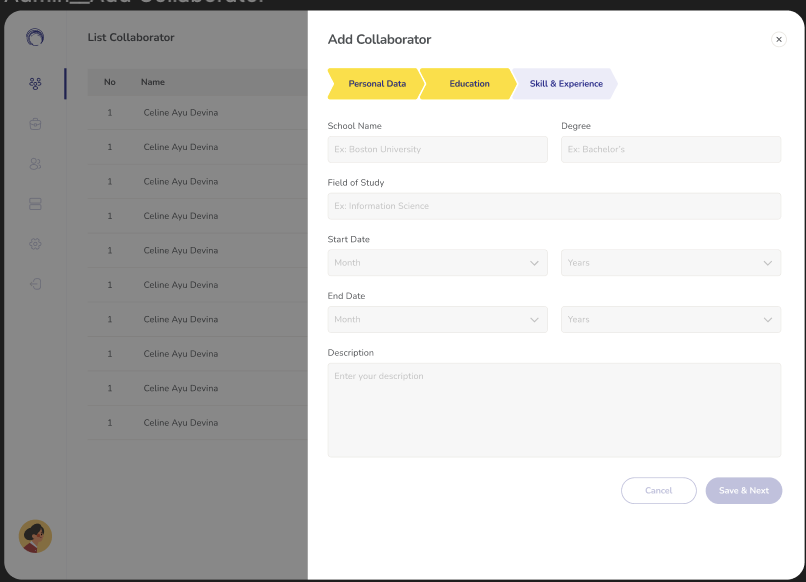 Admin__Add Collaborator
List Collaborator
No Name
1 Celine Ayu Devina
1 Celine Ayu Devina
1 Celine Ayu Devina
1 Celine Ayu Devina
1 Celine Ayu Devina
1 Celine Ayu Devina
1 Celine Ayu Devina
1 Celine Ayu Devina
1 Celine Ayu Devina
1 Celine Ayu Devina
Add Collaborator
Personal Data Education Skill & Experience
School Name Degree
Ex: Boston University Ex: Bachelor's
Field of Study
Ex: Information Science
Start Date
Month Years
End Date
Month Years
Description
Enter your description
Cancel Save & Next